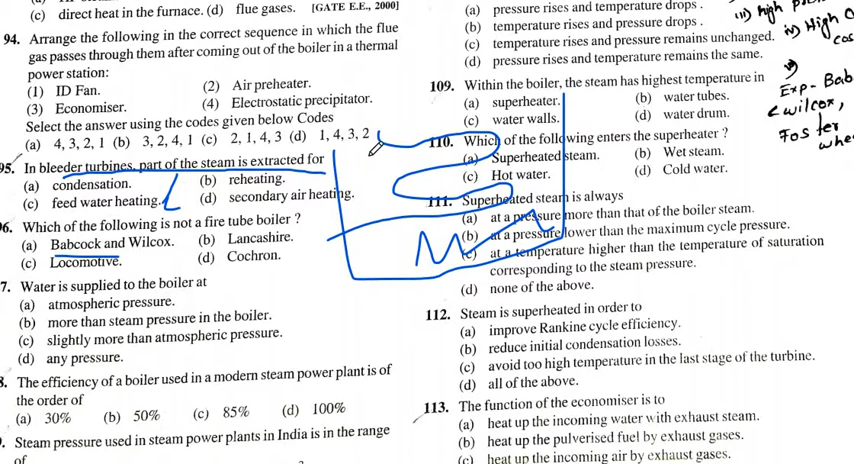 (c) direct heat in the furnace. (d) flue gases. [GATE E.E., 2000]
94. Arrange the following in the correct sequence in which the flue
gas passes through them after coming out of the boiler in a thermal
power station:
(1) ID Fan. (2) Air preheater.
(3) Economiser. (4) Electrostatic precipitator.
Select the answer using the codes given below Codes
(a) 4, 3, 2, 1 (b) 3, 2, 4, 1 (c) 2, 1, 4, 3 (d) 1, 4, 3, 2
95. In bleeder turbines, part of the steam is extracted for
(a) condensation. (b) reheating.
(c) feed water heating. (d) secondary air heating.
96. Which of the following is not a fire tube boiler ?
(a) Babcock and Wilcox. (b) Lancashire.
(c) Locomotive. (d) Cochron.
7. Water is supplied to the boiler at
(a) atmospheric pressure.
(b) more than steam pressure in the boiler.
(c) slightly more than atmospheric pressure.
(d) any pressure.
8. The efficiency of a boiler used in a modern steam power plant is of
the order of
(a) 30% (b) 50% (c) 85% (d) 100%
. Steam pressure used in steam power plants in India is in the range
of
(a) pressure rises and temperature drops .
(b) temperature rises and pressure drops .
(c) temperature rises and pressure remains unchanged.
(d) pressure rises and temperature remains the same.
109. Within the boiler, the steam has highest temperature in
(a) superheater. (b) water tubes.
(c) water walls. (d) water drum.
110. Which of the following enters the superheater ?
(a) Superheated steam. (b) Wet steam.
(c) Hot water. (d) Cold water.
111. Superheated steam is always
(a) at a pressure more than that of the boiler steam.
(b) at a pressure lower than the maximum cycle pressure.
(c) at a temperature higher than the temperature of saturation
corresponding to the steam pressure.
(d) none of the above.
112. Steam is superheated in order to
(a) improve Rankine cycle efficiency.
(b) reduce initial condensation losses.
(c) avoid too high temperature in the last stage of the turbine.
(d) all of the above.
113. The function of the economiser is to
(a) heat up the incoming water with exhaust steam.
(b) heat up the pulverised fuel by exhaust gases.
(c) heat up the incoming air by exhaust gases.
iii) high
iv) High
cos
Exp - Bab
& wilcox,
Foster
whe